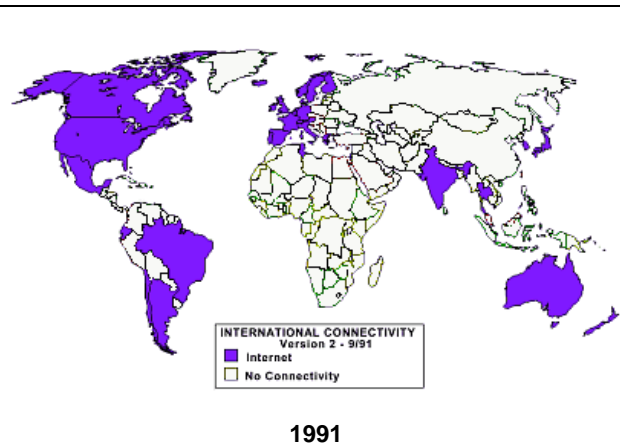 INTERNATIONAL CONNECTIVITY
Version 2 - 9/91
Internet
No Connectivity
1991